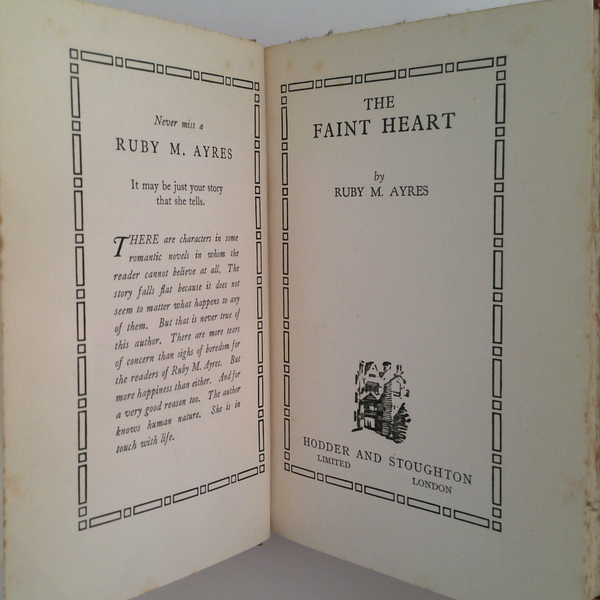 Never miss a
RUBY M. AYRES
It may be just your story
that she tells.
THERE are characters in some
romantic novels in whom the
reader cannot believe at all. The
story falls flat because it does not
seem to matter what happens to any
of them. But that is never true of
this author. There are more tears
of concern than sighs of boredom for
the readers of Ruby M. Ayres. But
more happiness than either. And for
a very good reason too. The author
knows human nature. She is in
touch with life.
THE
FAINT HEART
by
RUBY M. AYRES
HODDER AND STOUGHTON
LIMITED LONDON